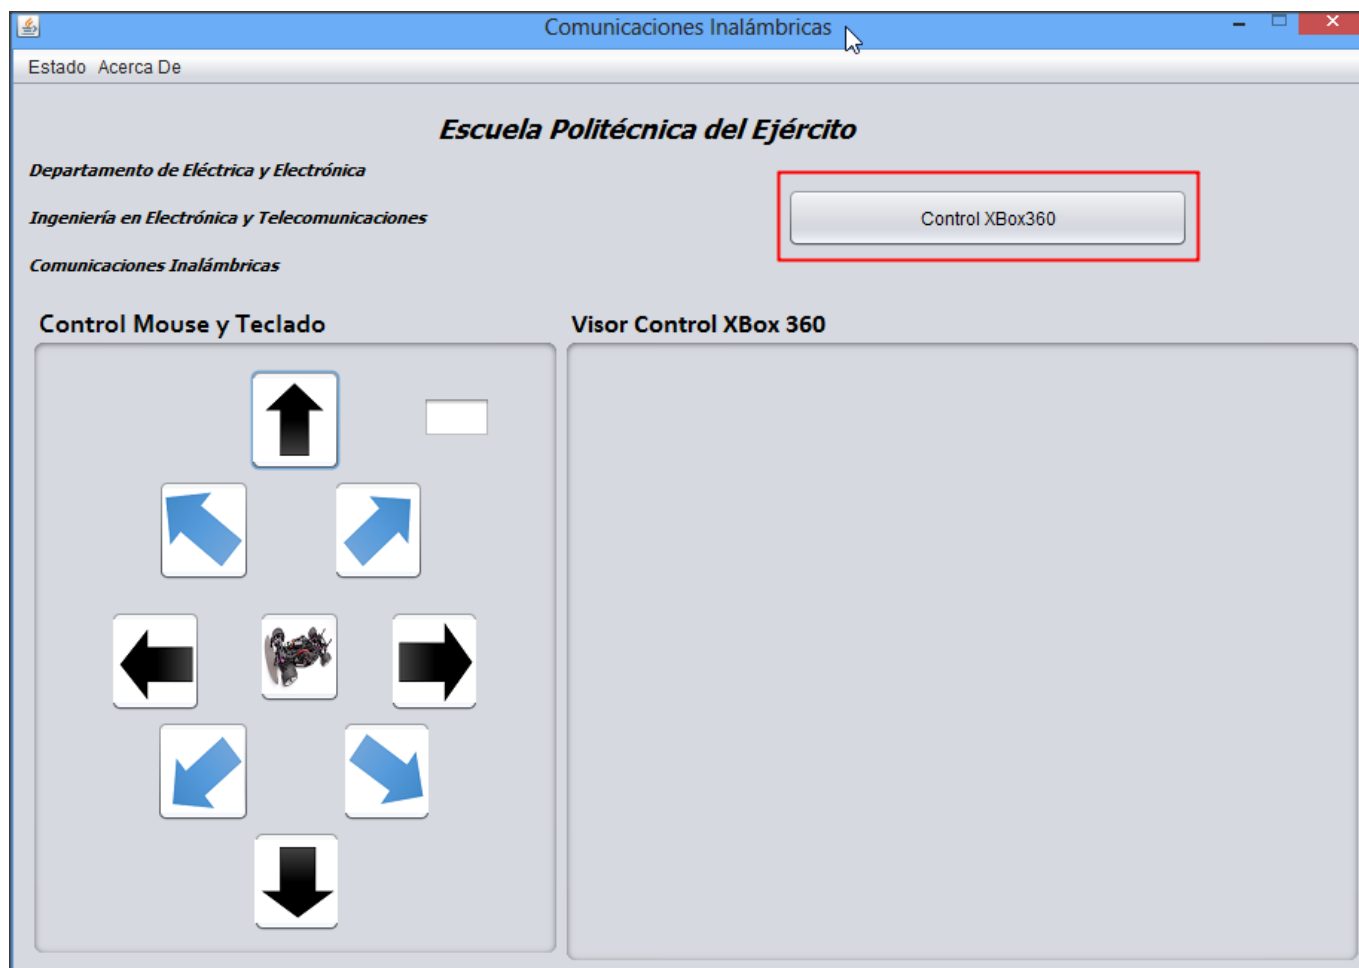 Comunicaciones Inalámbricas
Estado Acerca De
Escuela Politécnica del Ejército
Departamento de Eléctrica y Electrónica
Ingeniería en Electrónica y Telecomunicaciones
Control XBox360
Comunicaciones Inalámbricas
Control Mouse y Teclado
Visor Control XBox 360